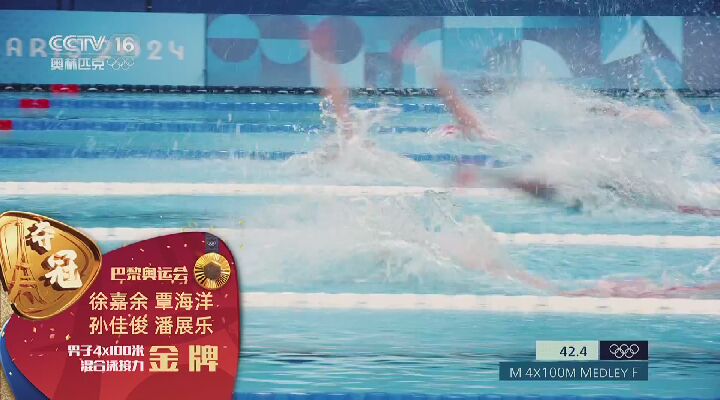 CCTV 16
奥林匹克
ARIS 2024
夺冠
巴黎奥运会
徐嘉余 覃海洋
孙佳俊 潘展乐
男子4x100米
混合泳接力
金牌
42.4
M 4X100M MEDLEY